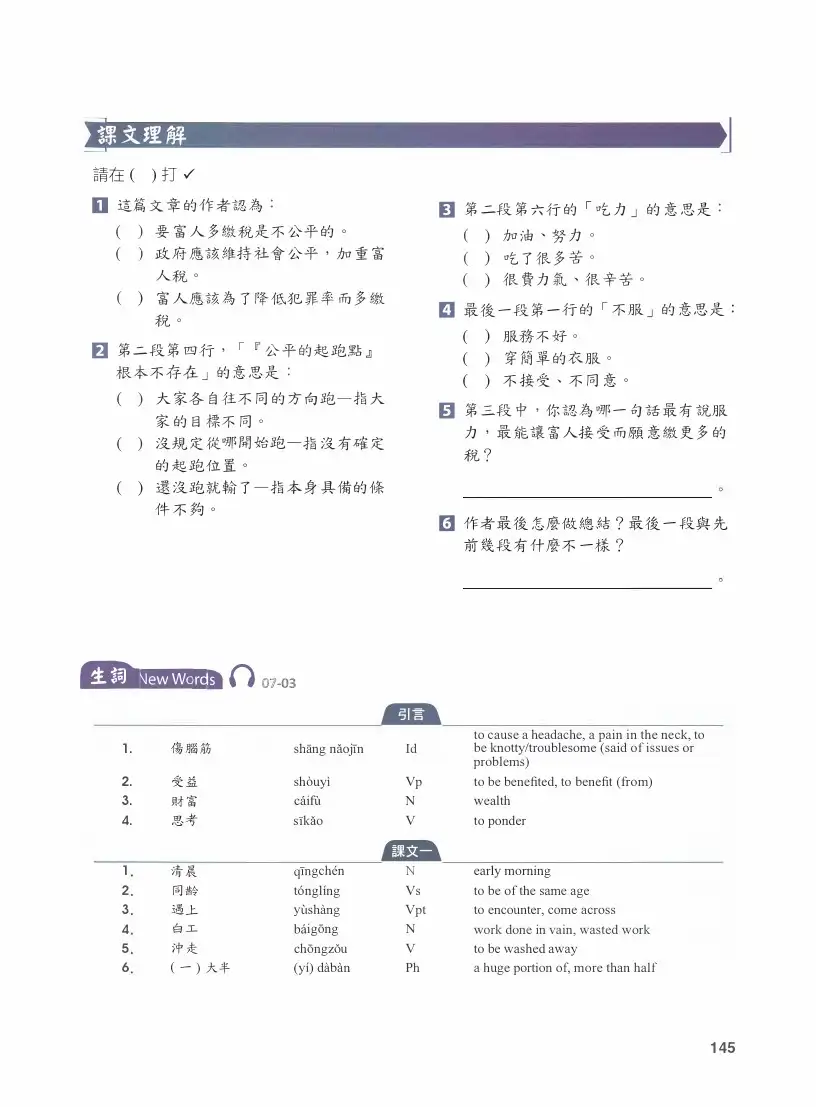 課文理解
請在 ( ) 打 ✓
1 這篇文章的作者認為：
( ) 要富人多繳稅是不公平的。
( ) 政府應該維持社會公平，加重富
人稅。
( ) 富人應該為了降低犯罪率而多繳
稅。
2 第二段第四行，「『公平的起跑點』
根本不存在」的意思是：
( ) 大家各自往不同的方向跑—指大
家的目標不同。
( ) 沒規定從哪開始跑—指沒有確定
的起跑位置。
( ) 還沒跑就輸了—指本身具備的條
件不夠。
3 第二段第六行的「吃力」的意思是：
( ) 加油、努力。
( ) 吃了很多苦。
( ) 很費力氣、很辛苦。
4 最後一段第一行的「不服」的意思是：
( ) 服務不好。
( ) 穿簡單的衣服。
( ) 不接受、不同意。
5 第三段中，你認為哪一句話最有說服
力，最能讓富人接受而願意繳更多的
稅？
。
6 作者最後怎麼做總結？最後一段與先
前幾段有什麼不一樣？
。
生詞 New Words 07-03
引言
1. 傷腦筋 shāng nǎojīn Id to cause a headache, a pain in the neck, to
be knotty/troublesome (said of issues or
problems)
2. 受益 shòuyì Vp to be benefited, to benefit (from)
3. 財富 cáifù N wealth
4. 思考 sīkǎo V to ponder
課文一
1. 清晨 qīngchén N early morning
2. 同齡 tónglíng Vs to be of the same age
3. 遇上 yùshàng Vpt to encounter, come across
4. 白工 báigōng N work done in vain, wasted work
5. 沖走 chōngzǒu V to be washed away
6. (一) 大半 (yí) dàbàn Ph a huge portion of, more than half
145